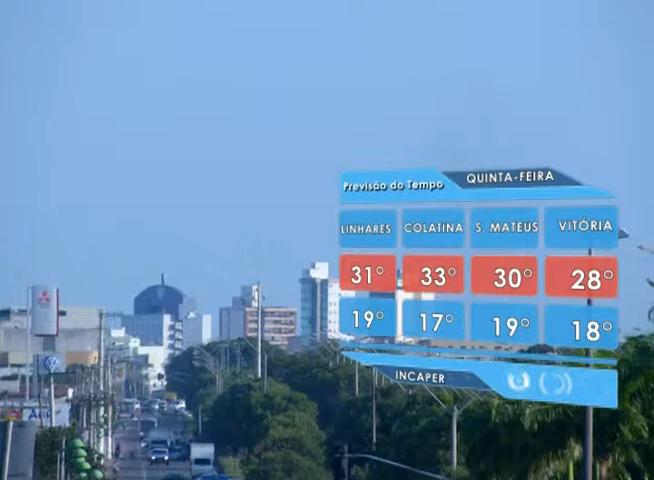 Previsão do Tempo QUINTA-FEIRA
LINHARES COLATINA S. MATEUS VITÓRIA
31° 33° 30° 28°
19° 17° 19° 18°
INCAPER